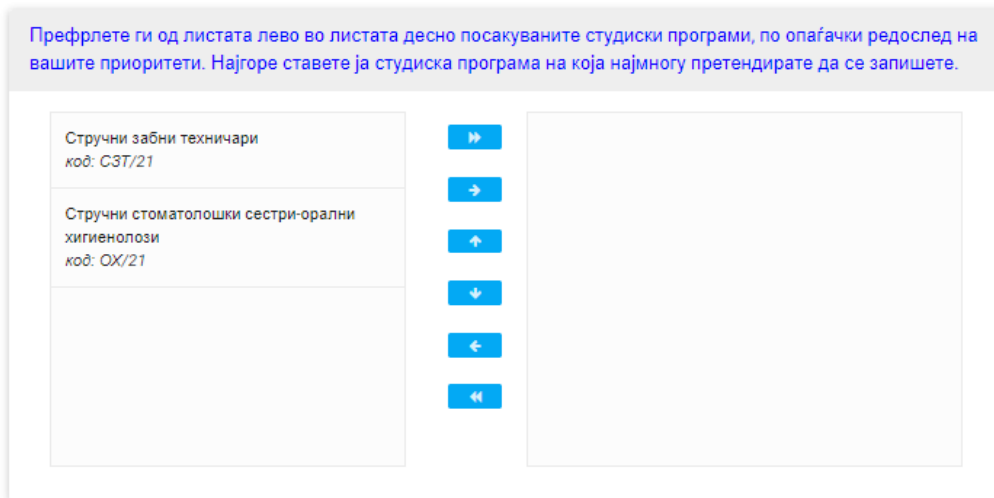 Префрлете ги од листата лево во листата десно посакуваните студиски програми, по опаѓачки редослед на
вашите приоритети. Најгоре ставете ја студиска програма на која најмногу претендирате да се запишете.
Стручни забни техничари
код: СЗТ/21
Стручни стоматолошки сестри-орални
хигиенолози
код: ОХ/21